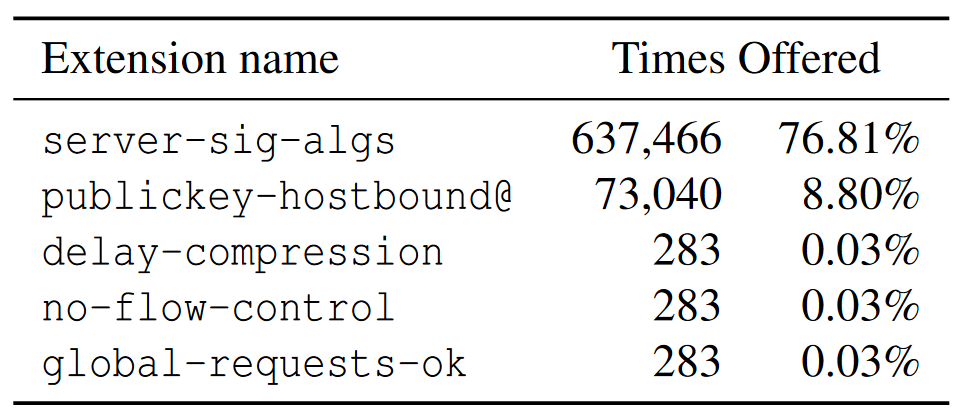 Extension name Times Offered
server-sig-algs 637,466 76.81%
publickey-hostbound@ 73,040 8.80%
delay-compression 283 0.03%
no-flow-control 283 0.03%
global-requests-ok 283 0.03%